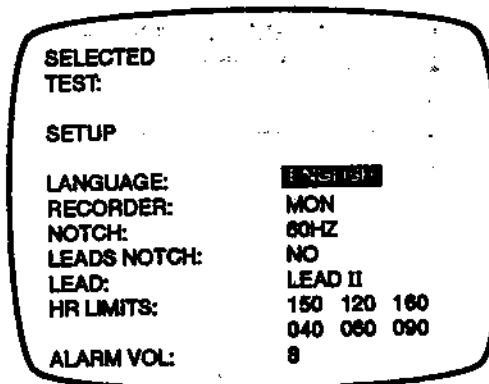 SELECTED
TEST:
SETUP
LANGUAGE: ENGLISH
RECORDER: MON
NOTCH: 60HZ
LEADS NOTCH: NO
LEAD: LEAD II
HR LIMITS: 150 120 160
040 060 090
ALARM VOL: 8